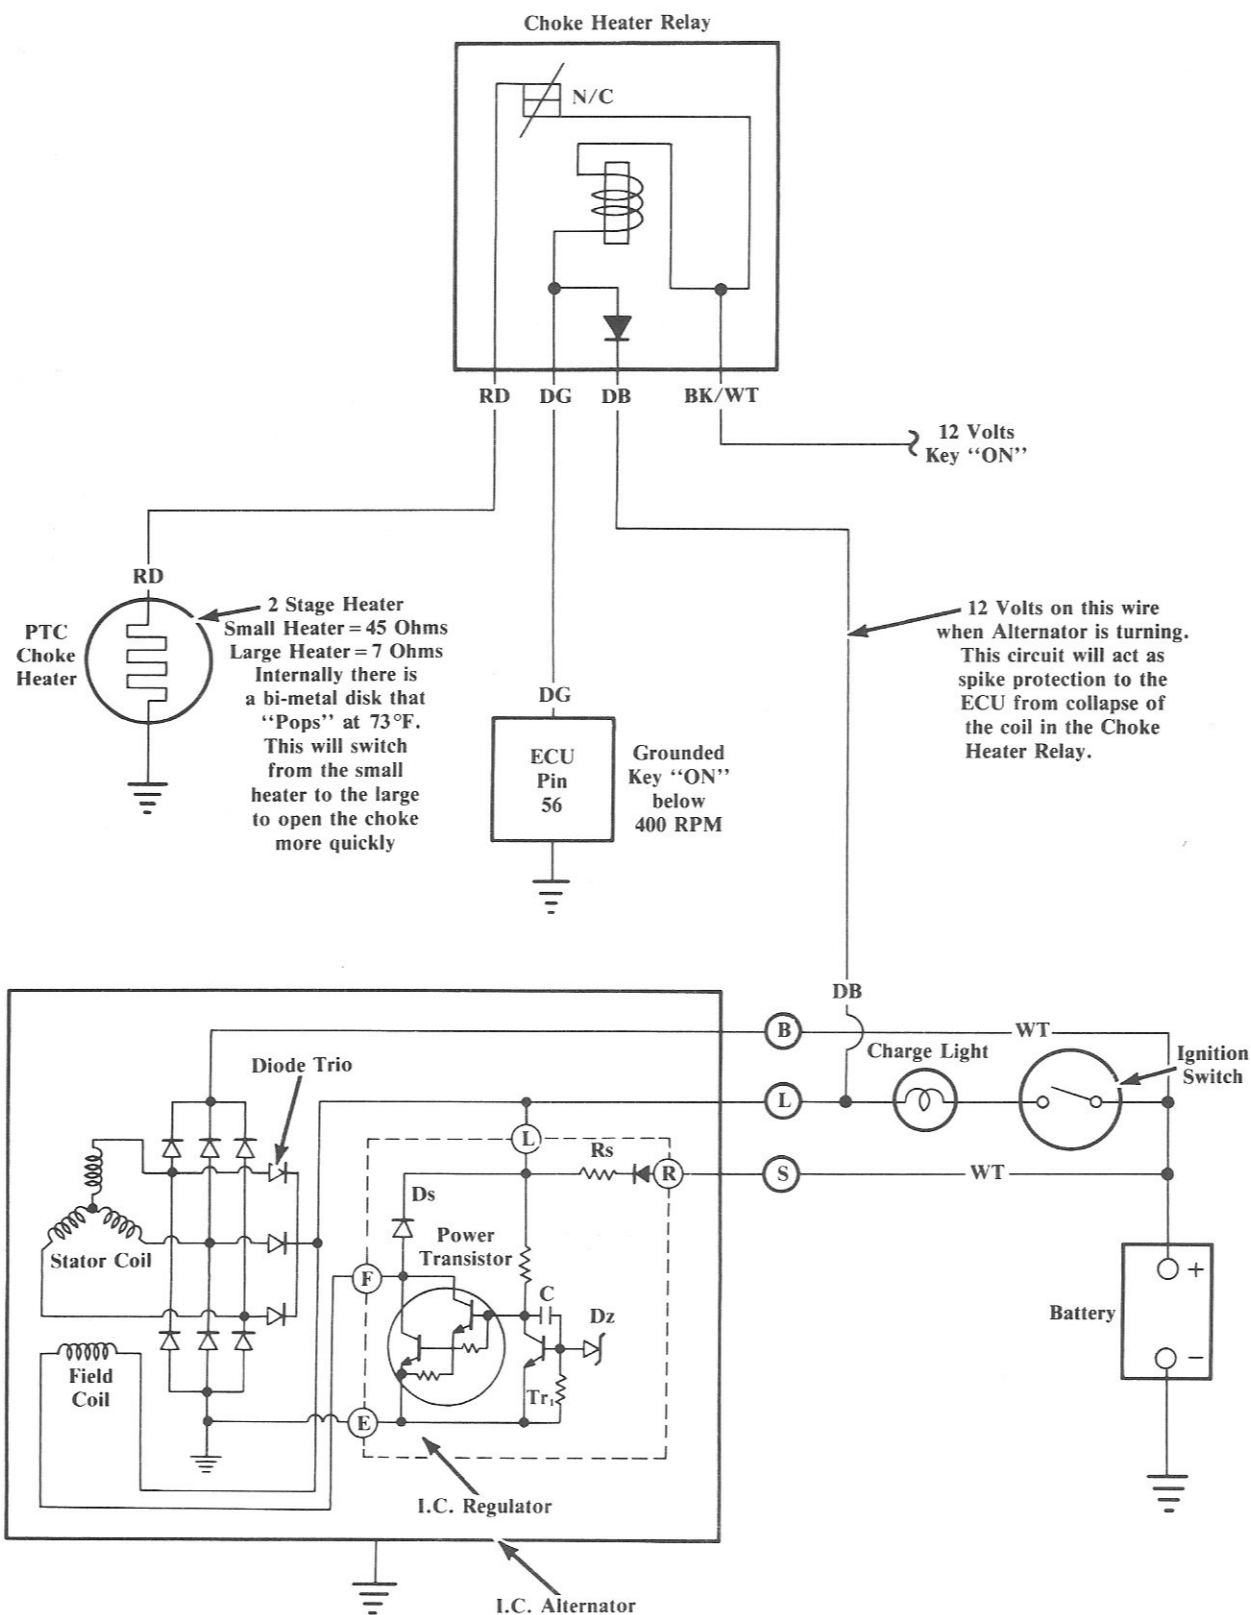 Choke Heater Relay
N/C
RD DG DB BK/WT
12 Volts
Key “ON”
RD
PTC
Choke
Heater
2 Stage Heater
Small Heater = 45 Ohms
Large Heater = 7 Ohms
Internally there is
a bi-metal disk that
“Pops” at 73°F.
This will switch
from the small
heater to the large
to open the choke
more quickly
DG
ECU
Pin
56
Grounded
Key “ON”
below
400 RPM
12 Volts on this wire
when Alternator is turning.
This circuit will act as
spike protection to the
ECU from collapse of
the coil in the Choke
Heater Relay.
DB
B
WT
Charge Light
Ignition
Switch
Diode Trio
L
L
Rs
R
S
WT
Ds
Power
Transistor
Stator Coil
F
C
Dz
Battery
+
−
Field
Coil
Tr₁
E
I.C. Regulator
I.C. Alternator